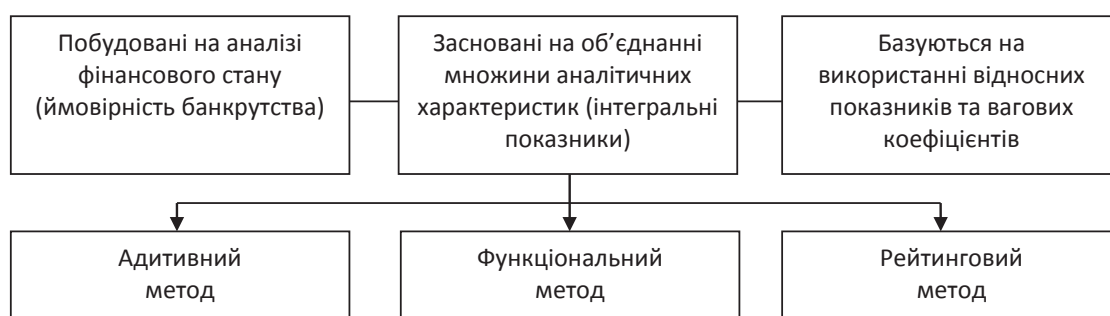 Побудовані на аналізі
фінансового стану
(ймовірність банкрутства)
Засновані на об’єднанні
множини аналітичних
характеристик (інтегральні
показники)
Базуються на
використанні відносних
показників та вагових
коефіцієнтів
Адитивний
метод
Функціональний
метод
Рейтинговий
метод